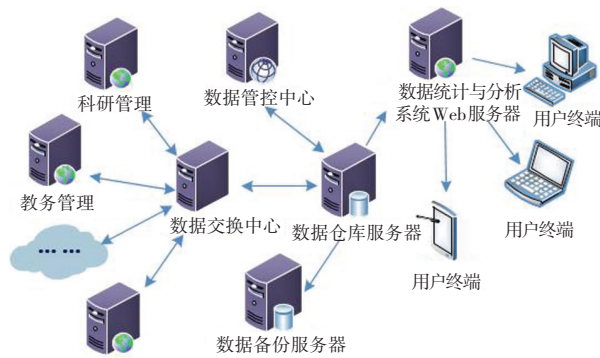 科研管理
数据管控中心
数据统计与分析
系统Web服务器
用户终端
教务管理
数据交换中心
数据仓库服务器
用户终端
用户终端
数据备份服务器